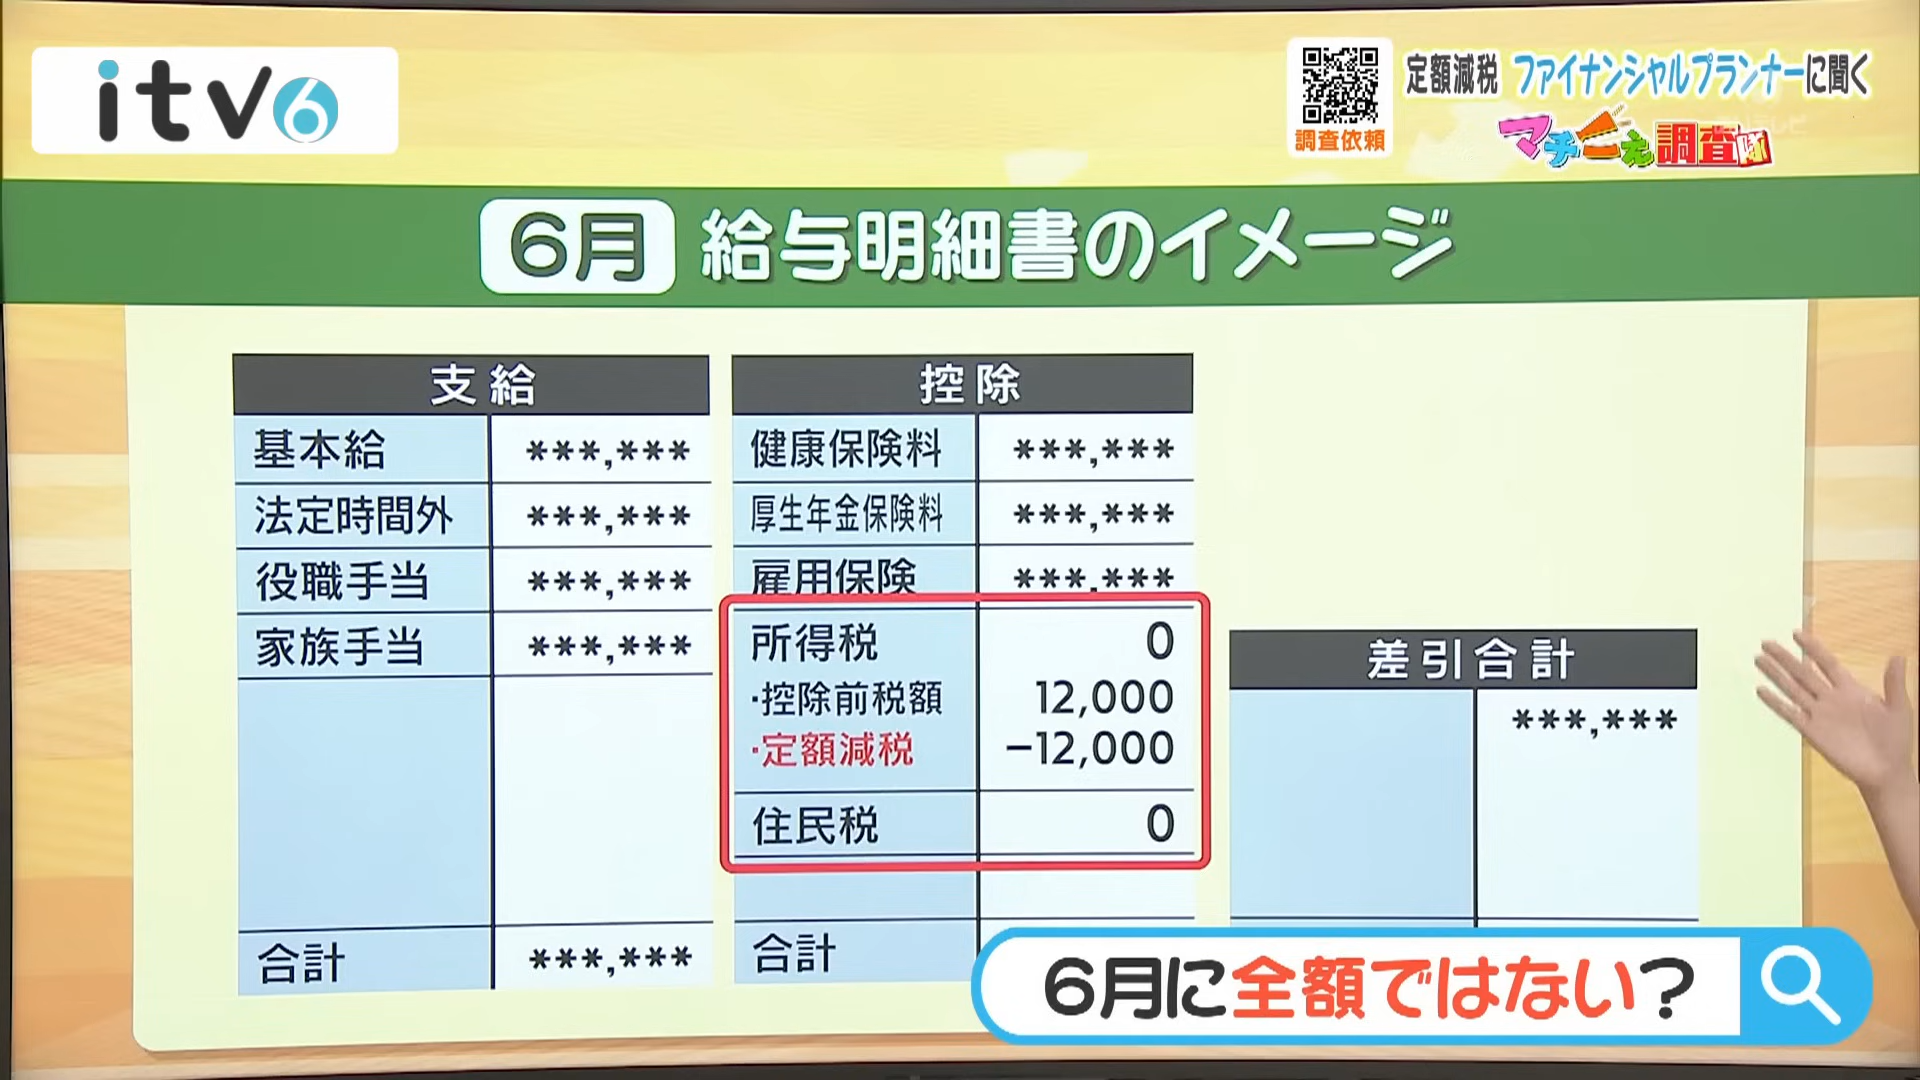 itv6
調査依頼
定額減税 ファイナンシャルプランナーに聞く
マチニュー調査隊
6月 給与明細書のイメージ
支給
基本給 ***,***
法定時間外 ***,***
役職手当 ***,***
家族手当 ***,***
合計 ***,***
控除
健康保険料 ***,***
厚生年金保険料 ***,***
雇用保険 ***,***
所得税 0
・控除前税額 12,000
・定額減税 −12,000
住民税 0
合計
差引合計
***,***
6月に全額ではない？